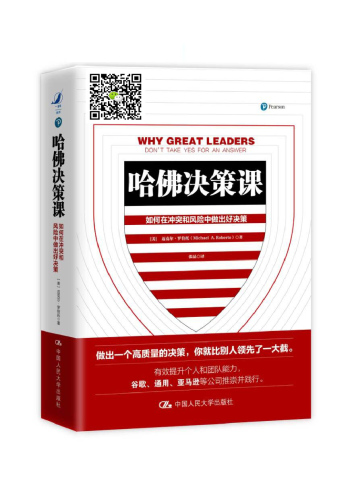 Pearson
WHY GREAT LEADERS
DON'T TAKE YES FOR AN ANSWER
哈佛决策课
如何在冲突和风险中做出好决策
[美] 迈克尔·罗伯托 (Michael A. Roberto) 著
做出一个高质量的决策，你就比别人领先了一大截。
有效提升个人和团队能力，
谷歌、通用、亚马逊等公司推崇并践行。
中国人民大学出版社
哈佛决策课
如何在冲突和
风险中做出好决策
中国人民大学出版社